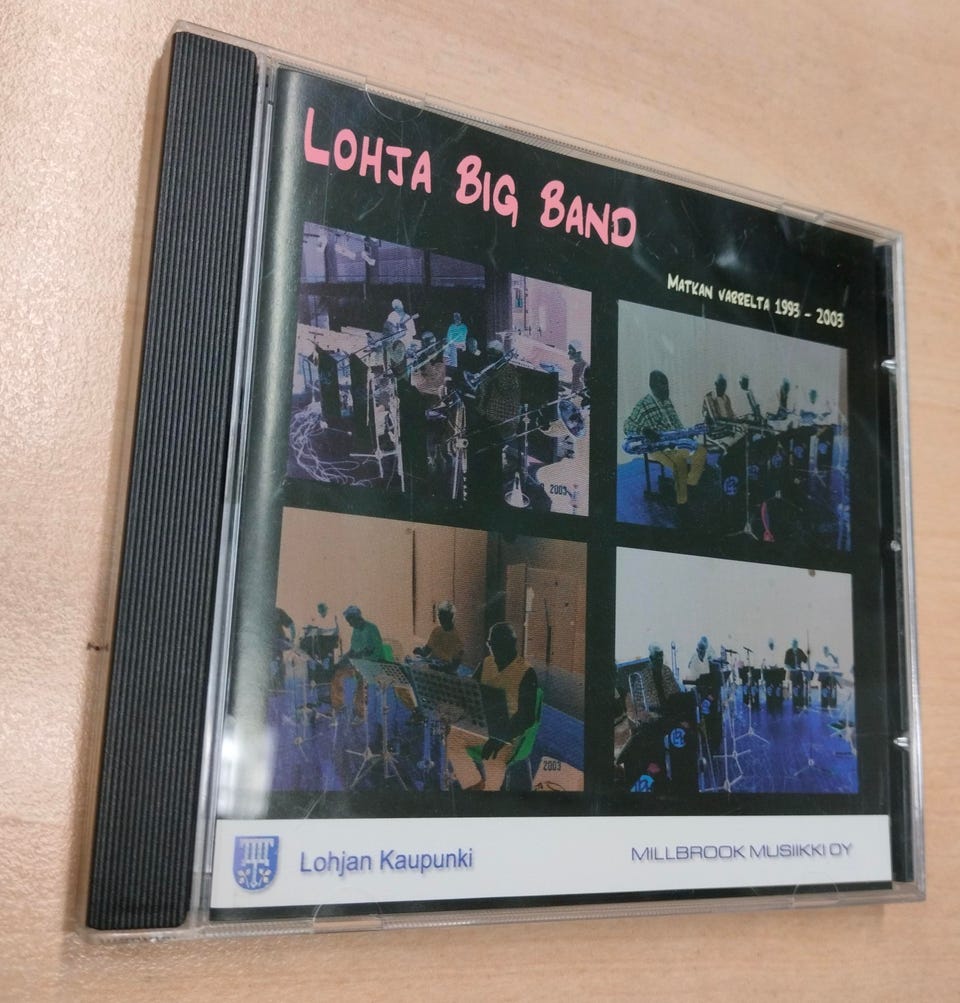 LOHJA BIG BAND
MATKAN VARRELTA 1993 - 2003
2003
2003
Lohjan Kaupunki
MILLBROOK MUSIIKKI OY